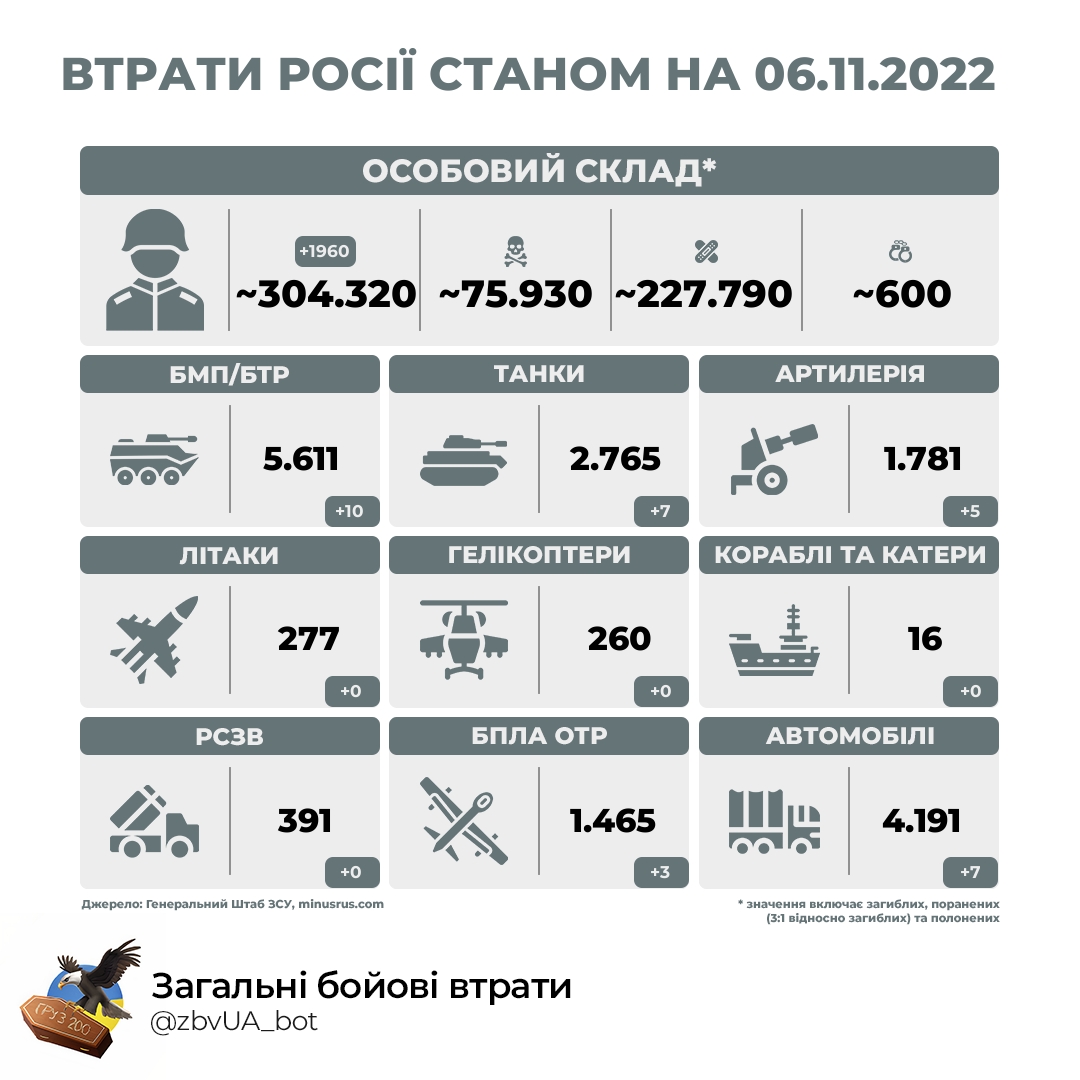 ВТРАТИ РОСІЇ СТАНОМ НА 06.11.2022
ОСОБОВИЙ СКЛАД*
+1960
~304.320
~75.930
~227.790
~600
БМП/БТР
5.611
+10
ТАНКИ
2.765
+7
АРТИЛЕРІЯ
1.781
+5
ЛІТАКИ
277
+0
ГЕЛІКОПТЕРИ
260
+0
КОРАБЛІ ТА КАТЕРИ
16
+0
РСЗВ
391
+0
БПЛА ОТР
1.465
+3
АВТОМОБІЛІ
4.191
+7
Джерело: Генеральний Штаб ЗСУ, minusrus.com
* значення включає загиблих, поранених
(3:1 відносно загиблих) та полонених
ГРУЗ 200
Загальні бойові втрати
@zbvUA_bot